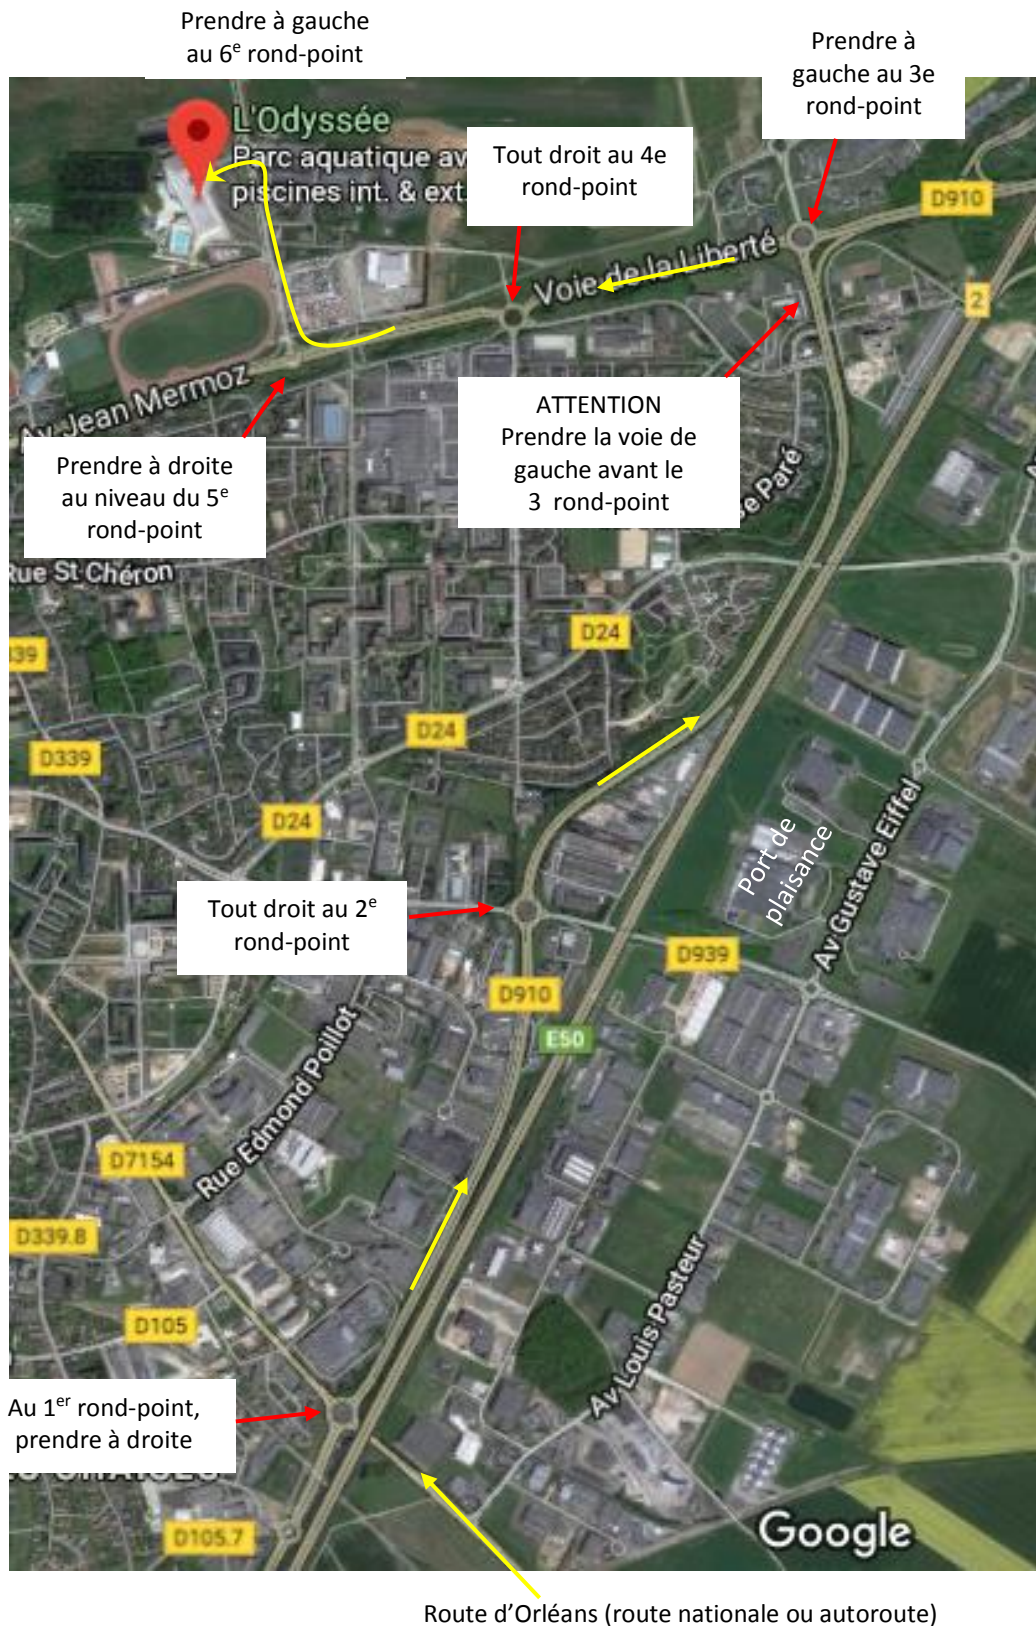 Prendre à gauche
au 6e rond-point
Prendre à
gauche au 3e
rond-point
L'Odyssée
Parc aquatique av
piscines int. & ext.
Tout droit au 4e
rond-point
D910
Voie de la Liberté
2
Av Jean Mermoz
ATTENTION
Prendre la voie de
gauche avant le
3 rond-point
Prendre à droite
au niveau du 5e
rond-point
se Paré
Rue St Chéron
D24
339
D24
D339
D24
Port de
plaisance
Av Gustave Eiffel
Tout droit au 2e
rond-point
D939
D910
E50
Rue Edmond Poillot
D7154
D339.8
D105
Av Louis Pasteur
Au 1er rond-point,
prendre à droite
D105.7
Google
Route d'Orléans (route nationale ou autoroute)